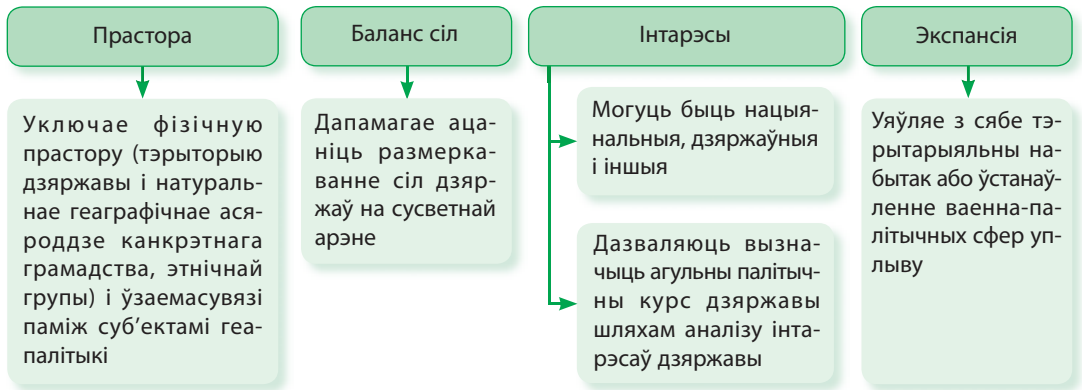 Прастора
Уключае фізічную
прастору (тэрыторыю
дзяржавы і натураль-
нае геаграфічнае ася-
роддзе канкрэтнага
грамадства, этнічнай
групы) і ўзаемасувязі
паміж суб’ектамі геа-
палітыкі
Баланс сіл
Дапамагае аца-
ніць размерка-
ванне сіл дзяр-
жаў на сусветнай
арэне
Інтарэсы
Могуць быць нацыя-
нальныя, дзяржаўныя
і іншыя
Дазваляюць вызна-
чыць агульны палітыч-
ны курс дзяржавы
шляхам аналізу інта-
рэсаў дзяржавы
Экспансія
Уяўляе з сябе тэ-
рытарыяльны на-
бытак або ўстанаў-
ленне ваенна-па-
літычных сфер уп-
лыву